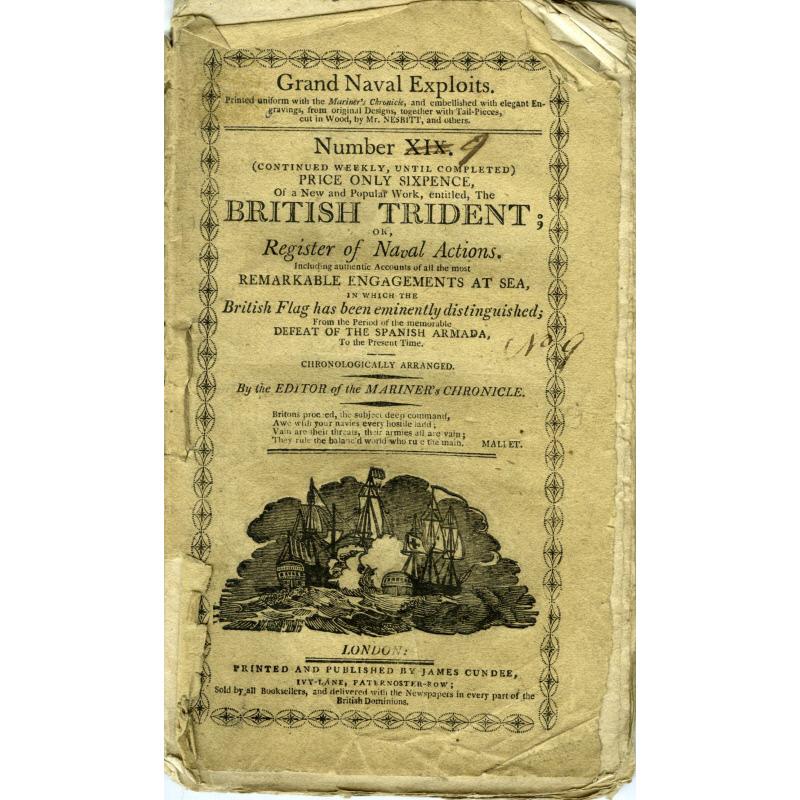 Grand Naval Exploits.
Printed uniform with the Mariner's Chronicle, and embellished with elegant En-
gravings, from original Designs, together with Tail-Pieces,
cut in Wood, by Mr. NESBITT, and others.
Number XIX. 9
(CONTINUED WEEKLY, UNTIL COMPLETED)
PRICE ONLY SIXPENCE,
Of a New and Popular Work, entitled, The
BRITISH TRIDENT;
OR,
Register of Naval Actions.
Including authentic Accounts of all the most
REMARKABLE ENGAGEMENTS AT SEA,
IN WHICH THE
British Flag has been eminently distinguished;
From the Period of the memorable
DEFEAT OF THE SPANISH ARMADA,
To the Present Time.
No 9
CHRONOLOGICALLY ARRANGED.
By the EDITOR of the MARINER's CHRONICLE.
Britons proceed, the subject deep command,
Awe with your navies every hostile land;
Vain are their threats, their armies all are vain;
They rule the balanc'd world who rule the main. MALLET.
LONDON:
PRINTED AND PUBLISHED BY JAMES CUNDEE,
IVY-LANE, PATERNOSTER-ROW;
Sold by all Booksellers, and delivered with the Newspapers in every part of the
British Dominions.